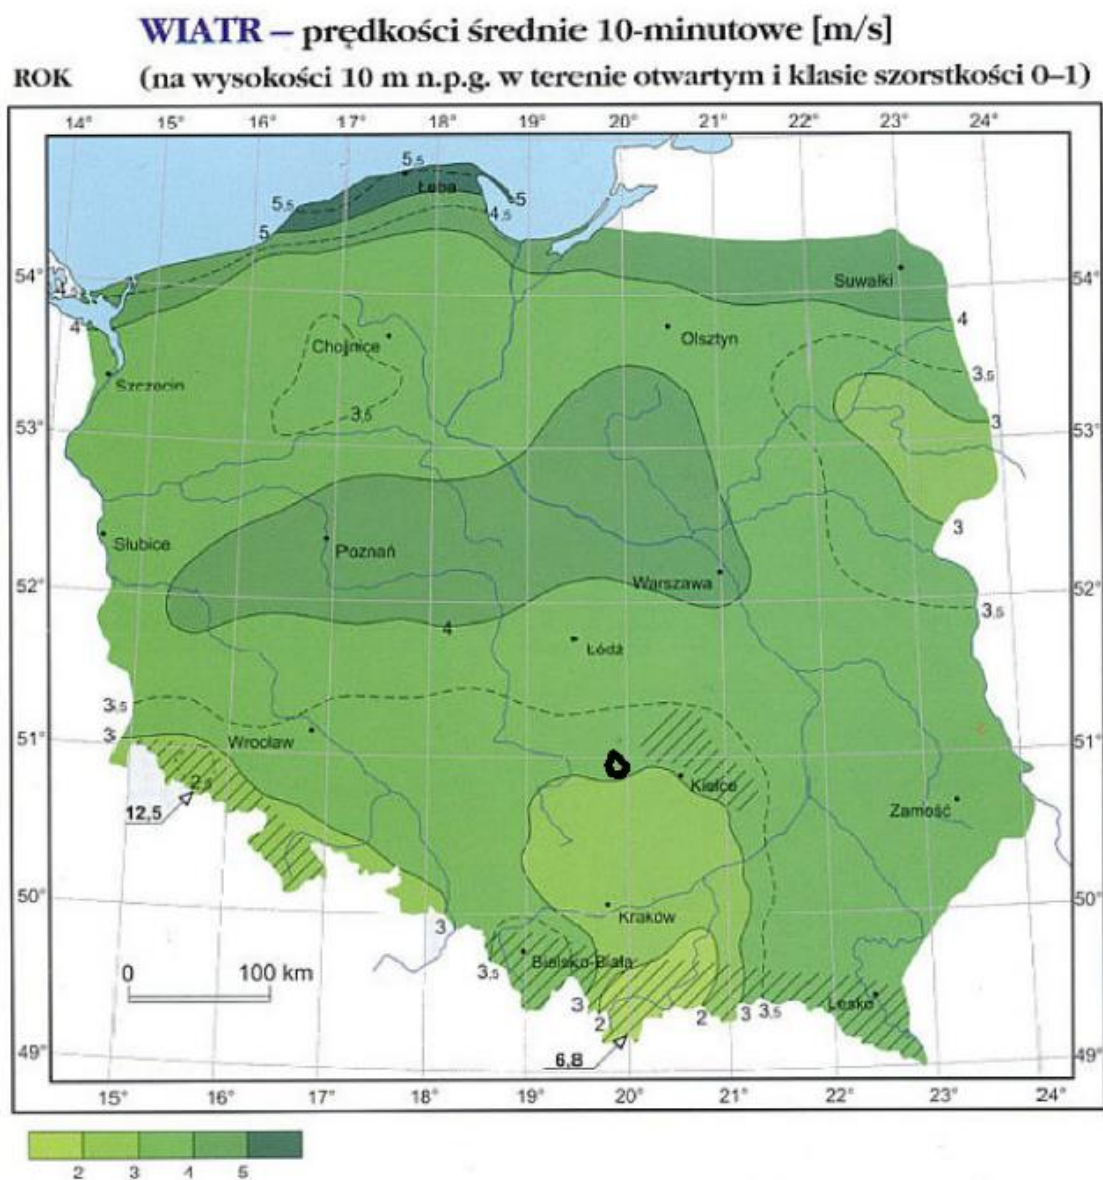 WIATR – prędkości średnie 10-minutowe [m/s]
ROK (na wysokości 10 m n.p.g. w terenie otwartym i klasie szorstkości 0–1)
14° 15° 16° 17° 18° 19° 20° 21° 22° 23° 24°
5,5
Łeba
5,5 5
4,5
5
54° Suwałki 54°
4,5
4 4
Chojnice Olsztyn
3,5
Szczecin
3,5
3
53° 53°
3
Słubice Poznań
Warszawa
52° 52°
3,5
4
Łódź
3,5
3 Wrocław
51° 51°
2,5 Kielce
12,5 Zamość
50° 50°
Kraków
3
Bielsko-Biała
3,5
0 100 km
3 Lesko
2 2 3 3,5
49° 49°
6,8
15° 16° 17° 18° 19° 20° 21° 22° 23° 24°
2 3 4 5